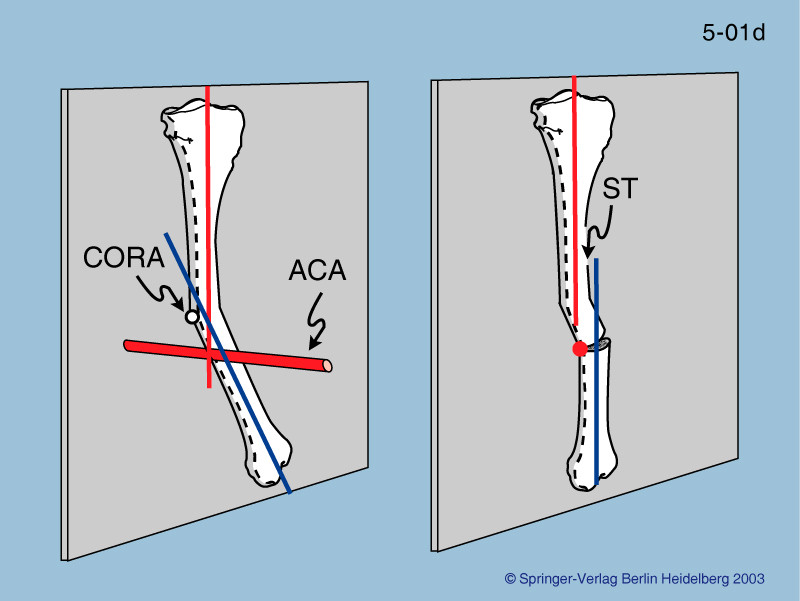 5-01d
CORA
ACA
ST
© Springer-Verlag Berlin Heidelberg 2003